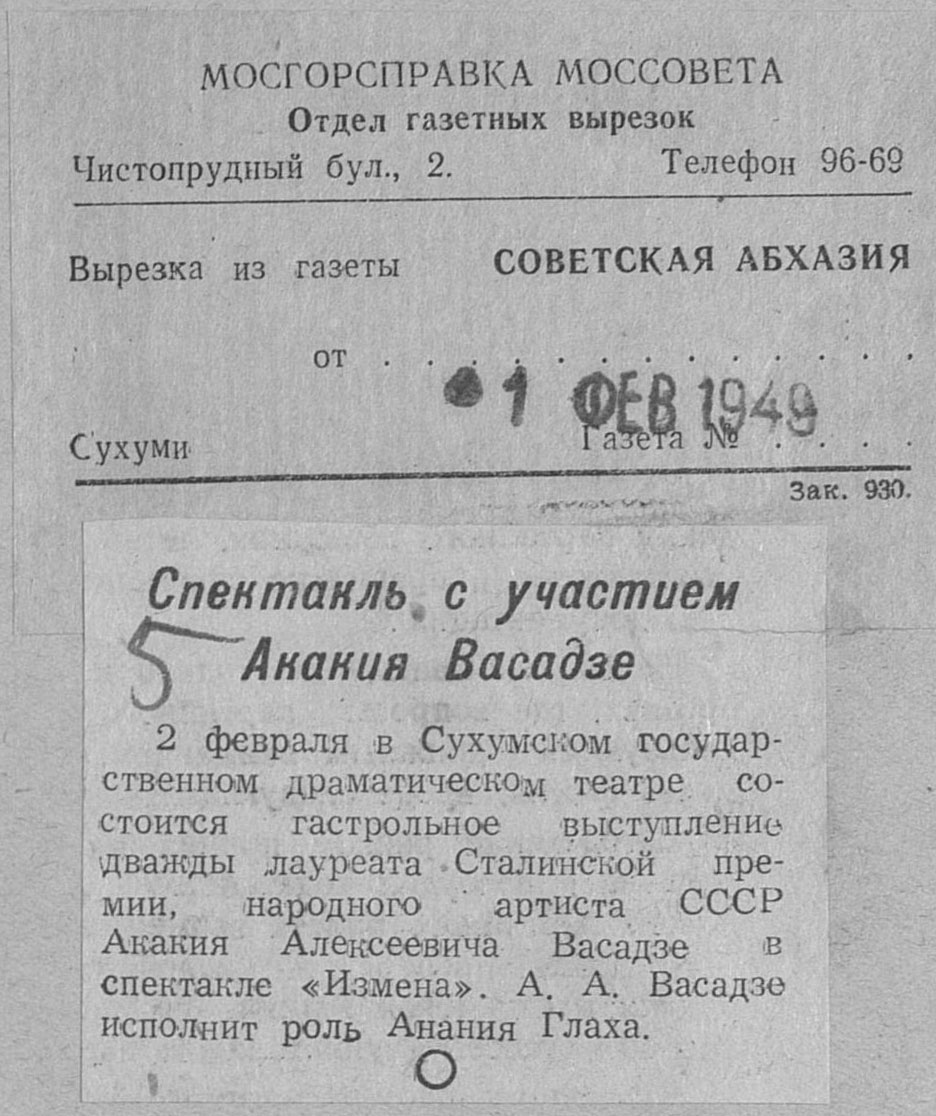 МОСГОРСПРАВКА МОССОВЕТА
Отдел газетных вырезок
Чистопрудный бул., 2. Телефон 96-69
Вырезка из газеты СОВЕТСКАЯ АБХАЗИЯ
от . . . . . . . . . . . . .
1 ФЕВ 1949
Сухуми Газета № . . . .
Зак. 930.
Спектакль с участием
5 Акакия Васадзе
2 февраля в Сухумском государ-
ственном драматическом театре со-
стоится гастрольное выступление
дважды лауреата Сталинской пре-
мии, народного артиста СССР
Акакия Алексеевича Васадзе в
спектакле «Измена». А. А. Васадзе
исполнит роль Анания Глаха.